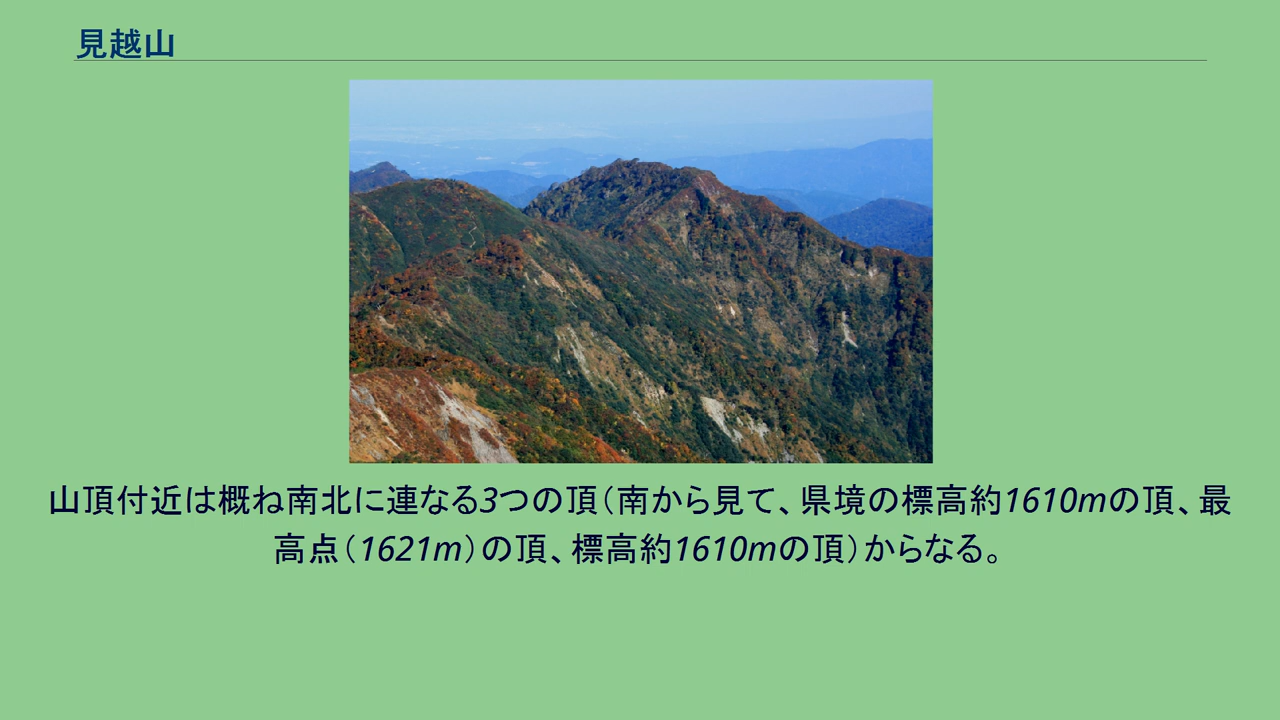 見越山
山頂付近は概ね南北に連なる3つの頂（南から見て、県境の標高約1610mの頂、最
高点（1621m）の頂、標高約1610mの頂）からなる。